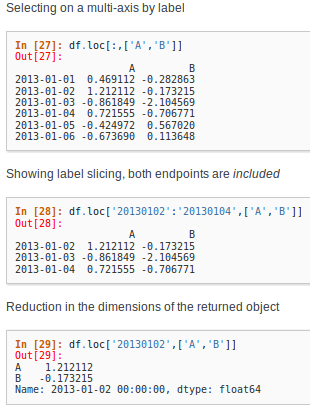 Selecting on a multi-axis by label
In [27]: df.loc[:,['A','B']]
Out[27]:
A B
2013-01-01 0.469112 -0.282863
2013-01-02 1.212112 -0.173215
2013-01-03 -0.861849 -2.104569
2013-01-04 0.721555 -0.706771
2013-01-05 -0.424972 0.567020
2013-01-06 -0.673690 0.113648
Showing label slicing, both endpoints are included
In [28]: df.loc['20130102':'20130104',['A','B']]
Out[28]:
A B
2013-01-02 1.212112 -0.173215
2013-01-03 -0.861849 -2.104569
2013-01-04 0.721555 -0.706771
Reduction in the dimensions of the returned object
In [29]: df.loc['20130102',['A','B']]
Out[29]:
A 1.212112
B -0.173215
Name: 2013-01-02 00:00:00, dtype: float64